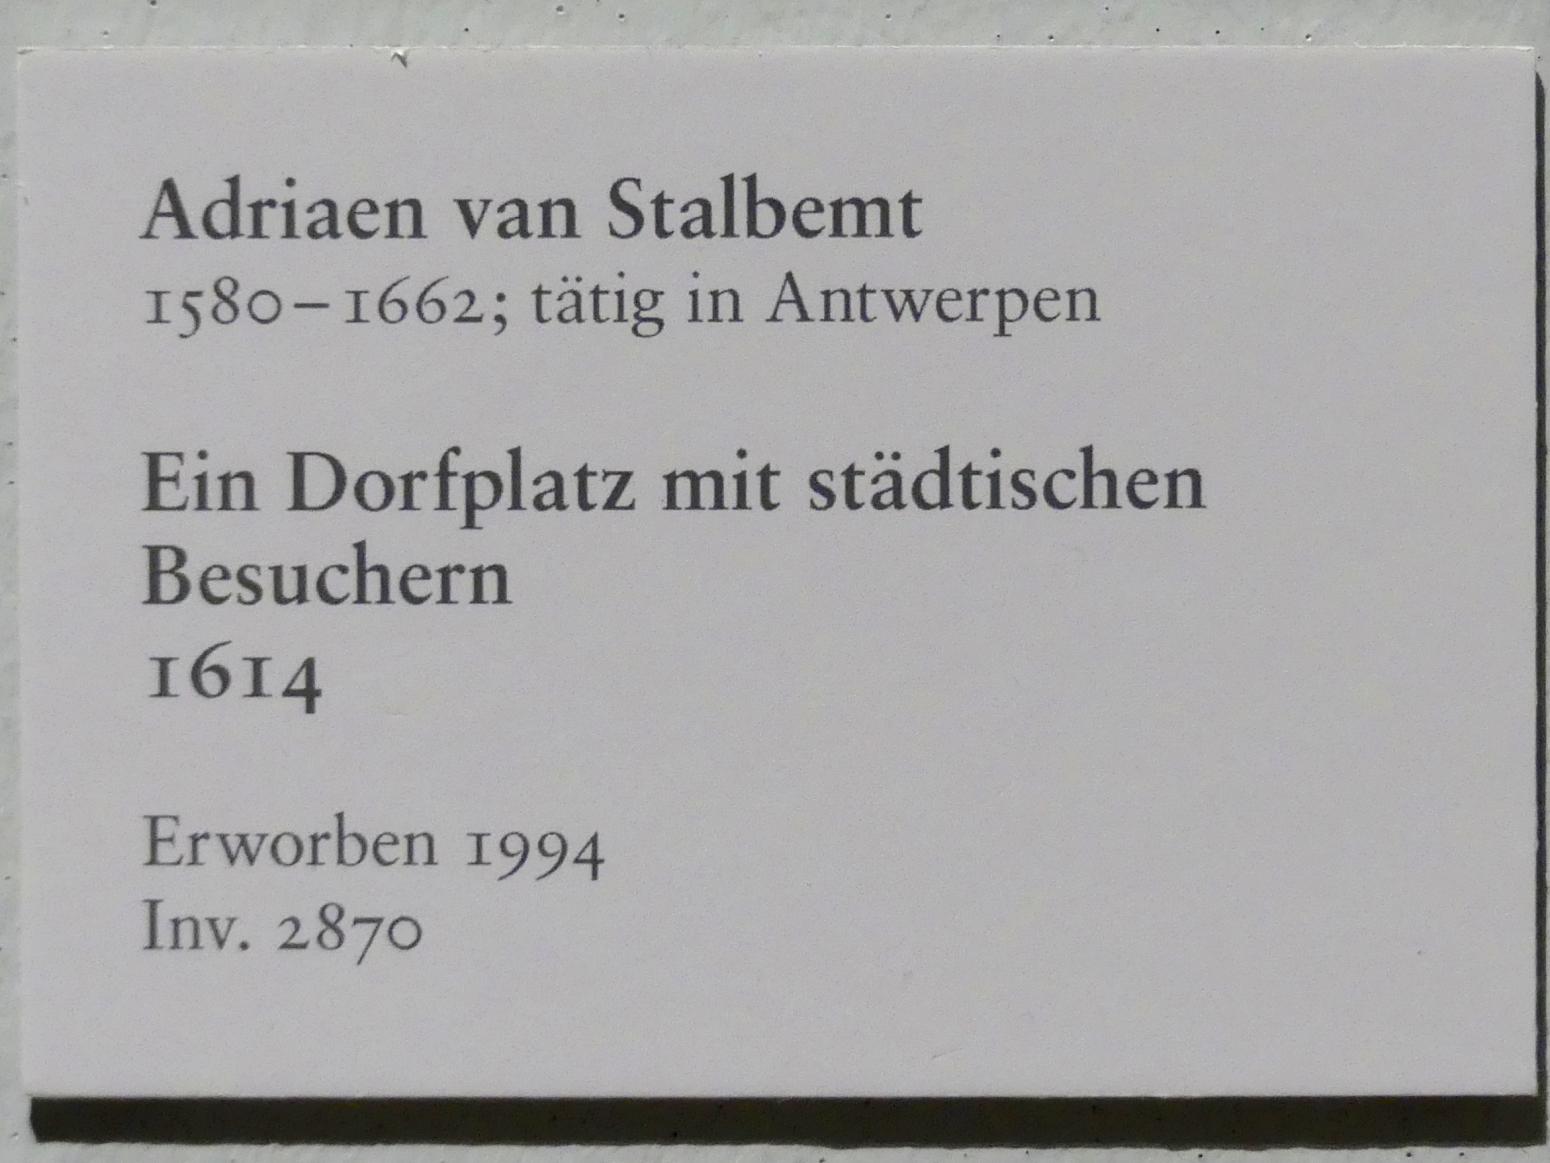 Adriaen van Stalbemt
1580–1662; tätig in Antwerpen
Ein Dorfplatz mit städtischen
Besuchern
1614
Erworben 1994
Inv. 2870